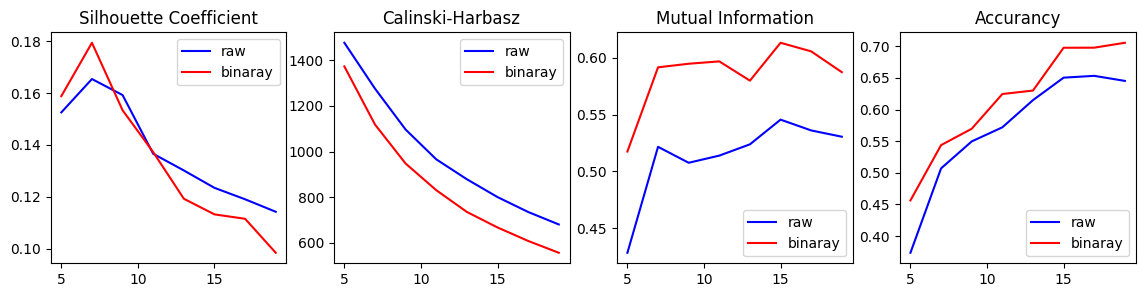 Silhouette Coefficient
0.18
0.16
0.14
0.12
0.10
5
10
15
raw
binaray
Calinski-Harbasz
1400
1200
1000
800
600
5
10
15
raw
binaray
Mutual Information
0.60
0.55
0.50
0.45
5
10
15
raw
binaray
Accurancy
0.70
0.65
0.60
0.55
0.50
0.45
0.40
5
10
15
raw
binaray